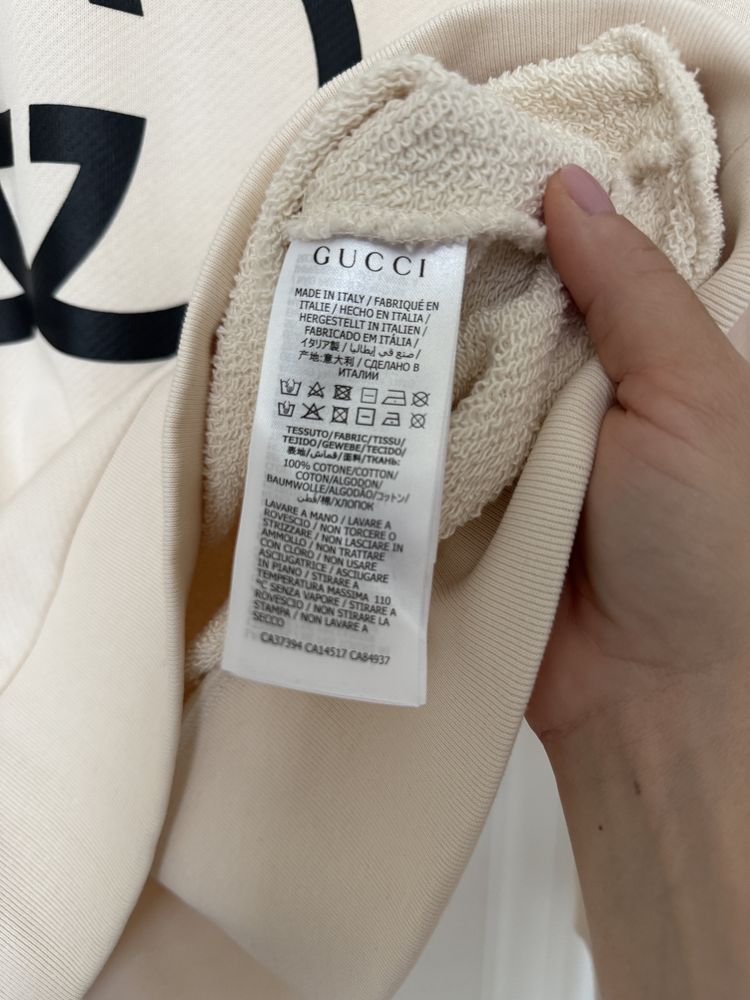 GUCCI
MADE IN ITALY / FABRIQUÉ EN
ITALIE / HECHO EN ITALIA /
HERGESTELLT IN ITALIEN /
FABRICADO EM ITÁLIA /
イタリア製 / صنع في إيطاليا /
产地:意大利 / СДЕЛАНО В
ИТАЛИИ
TESSUTO/FABRIC/TISSU/
TEJIDO/GEWEBE/TECIDO/
表地/قماش/面料/ТКАНЬ:
100% COTONE/COTTON/
COTON/ALGODON/
BAUMWOLLE/ALGODÃO/コットン/
قطن/棉/ХЛОПОК
LAVARE A MANO / LAVARE A
ROVESCIO / NON TORCERE O
STRIZZARE / NON LASCIARE IN
AMMOLLO / NON TRATTARE
CON CLORO / NON USARE
ASCIUGATRICE / ASCIUGARE
IN PIANO / STIRARE A
TEMPERATURA MASSIMA 110
°C SENZA VAPORE / STIRARE A
ROVESCIO / NON STIRARE LA
STAMPA / NON LAVARE A
SECCO
CA37394 CA14517 CA84937